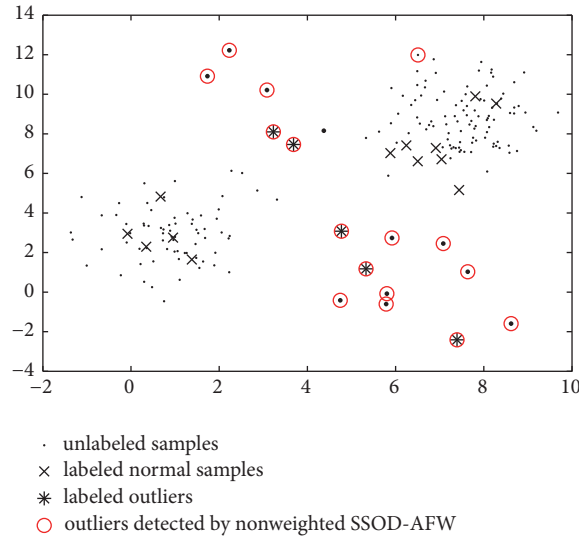 14
12
10
8
6
4
2
0
−2
−4
−2 0 2 4 6 8 10
unlabeled samples
labeled normal samples
labeled outliers
outliers detected by nonweighted SSOD-AFW